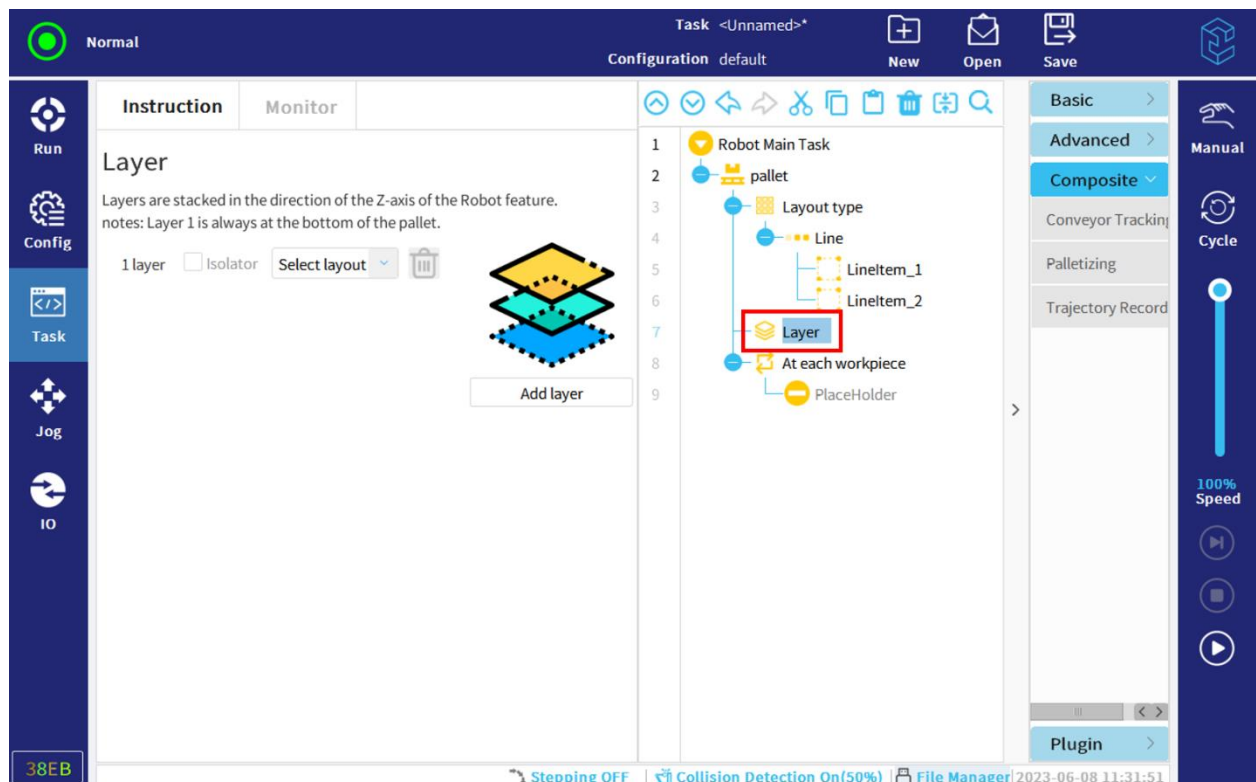 Normal
Task <Unnamed>*
Configuration default
New
Open
Save
Run
Config
Task
Jog
IO
38EB
Instruction
Monitor
Layer
Layers are stacked in the direction of the Z-axis of the Robot feature.
notes: Layer 1 is always at the bottom of the pallet.
1 layer
Isolator
Select layout
Add layer
1 Robot Main Task
2 pallet
3 Layout type
4 Line
5 LineItem_1
6 LineItem_2
7 Layer
8 At each workpiece
9 PlaceHolder
Basic
Advanced
Composite
Conveyor Tracking
Palletizing
Trajectory Record
Plugin
Manual
Cycle
100%
Speed
Stepping OFF
Collision Detection On(50%)
File Manager
2023-06-08 11:31:5